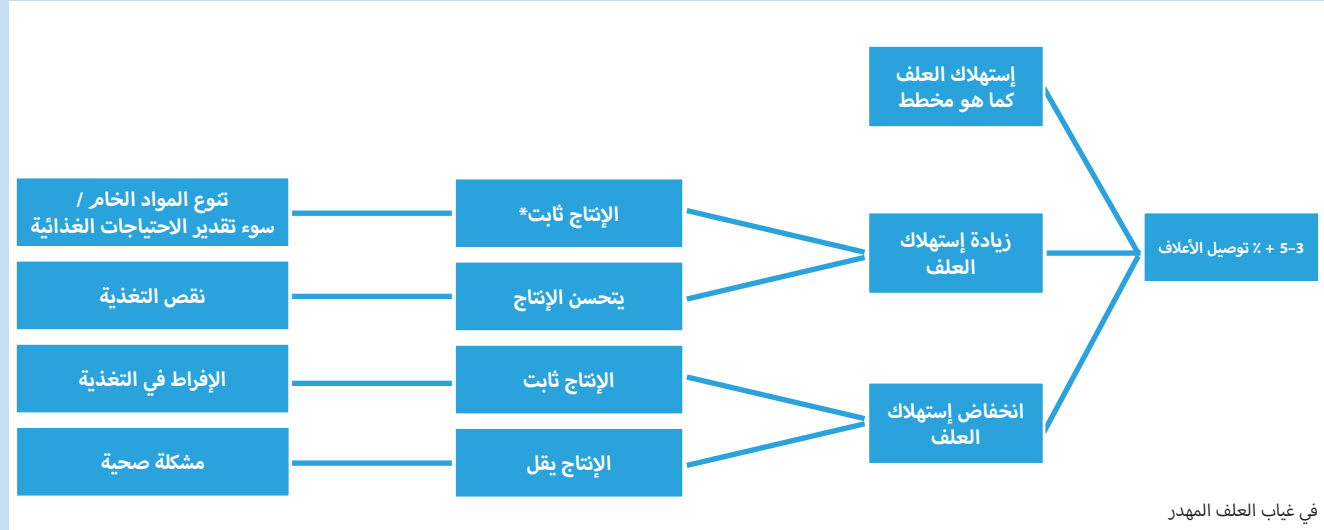 3-5 + ٪ توصيل الأعلاف
إستهلاك العلف
كما هو مخطط
زيادة إستهلاك
العلف
انخفاض إستهلاك
العلف
الإنتاج ثابت*
يتحسن الإنتاج
الإنتاج ثابت
الإنتاج يقل
تنوع المواد الخام /
سوء تقدير الاحتياجات الغذائية
نقص التغذية
الإفراط في التغذية
مشكلة صحية
في غياب العلف المهدر